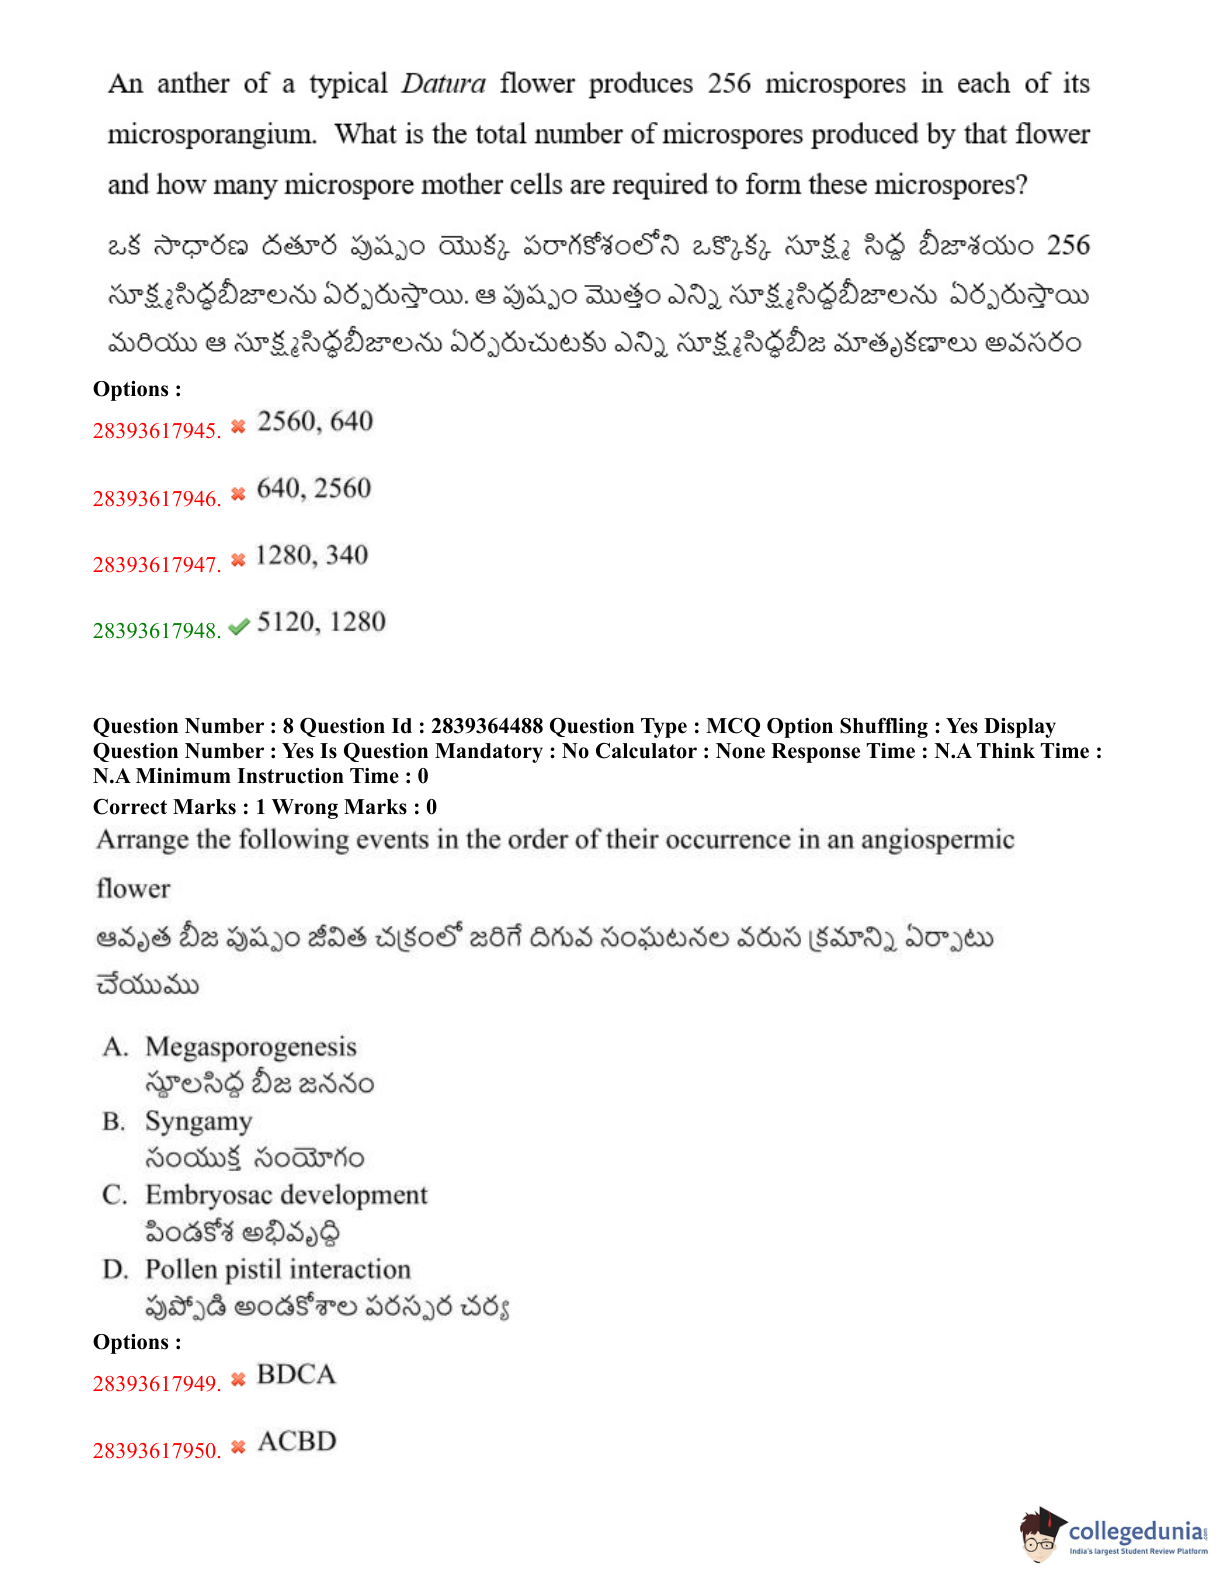 An anther of a typical Datura flower produces 256 microspores in each of its
microsporangium. What is the total number of microspores produced by that flower
and how many microspore mother cells are required to form these microspores?
ఒక సాధారణ దతూర పుష్పం యొక్క పరాగకోశంలోని ఒక్కొక్క సూక్ష్మ సిద్ద బీజాశయం 256
సూక్ష్మసిద్ధబీజాలను ఏర్పరుస్తాయి. ఆ పుష్పం మొత్తం ఎన్ని సూక్ష్మసిద్దబీజాలను ఏర్పరుస్తాయి
మరియు ఆ సూక్ష్మసిద్ధబీజాలను ఏర్పరుచుటకు ఎన్ని సూక్ష్మసిద్ధబీజ మాతృకణాలు అవసరం
Options :
28393617945. 2560, 640
28393617946. 640, 2560
28393617947. 1280, 340
28393617948. 5120, 1280
Question Number : 8 Question Id : 2839364488 Question Type : MCQ Option Shuffling : Yes Display
Question Number : Yes Is Question Mandatory : No Calculator : None Response Time : N.A Think Time :
N.A Minimum Instruction Time : 0
Correct Marks : 1 Wrong Marks : 0
Arrange the following events in the order of their occurrence in an angiospermic
flower
ఆవృత బీజ పుష్పం జీవిత చక్రంలో జరిగే దిగువ సంఘటనల వరుస క్రమాన్ని ఏర్పాటు
చేయుము
A. Megasporogenesis
స్థూలసిద్ద బీజ జననం
B. Syngamy
సంయుక్త సంయోగం
C. Embryosac development
పిండకోశ అభివృద్ధి
D. Pollen pistil interaction
పుప్పోడి అండకోశాల పరస్పర చర్య
Options :
28393617949. BDCA
28393617950. ACBD
collegedunia
India's largest Student Review Platform